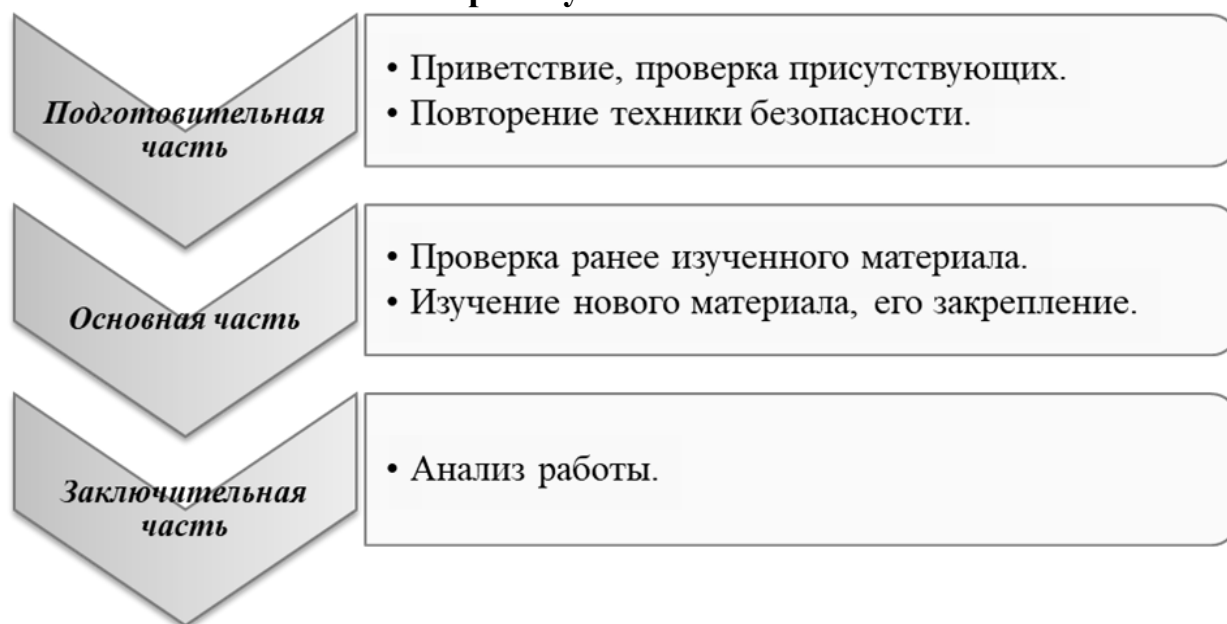 Подготовительная
часть
• Приветствие, проверка присутствующих.
• Повторение техники безопасности.
Основная часть
• Проверка ранее изученного материала.
• Изучение нового материала, его закрепление.
Заключительная
часть
• Анализ работы.